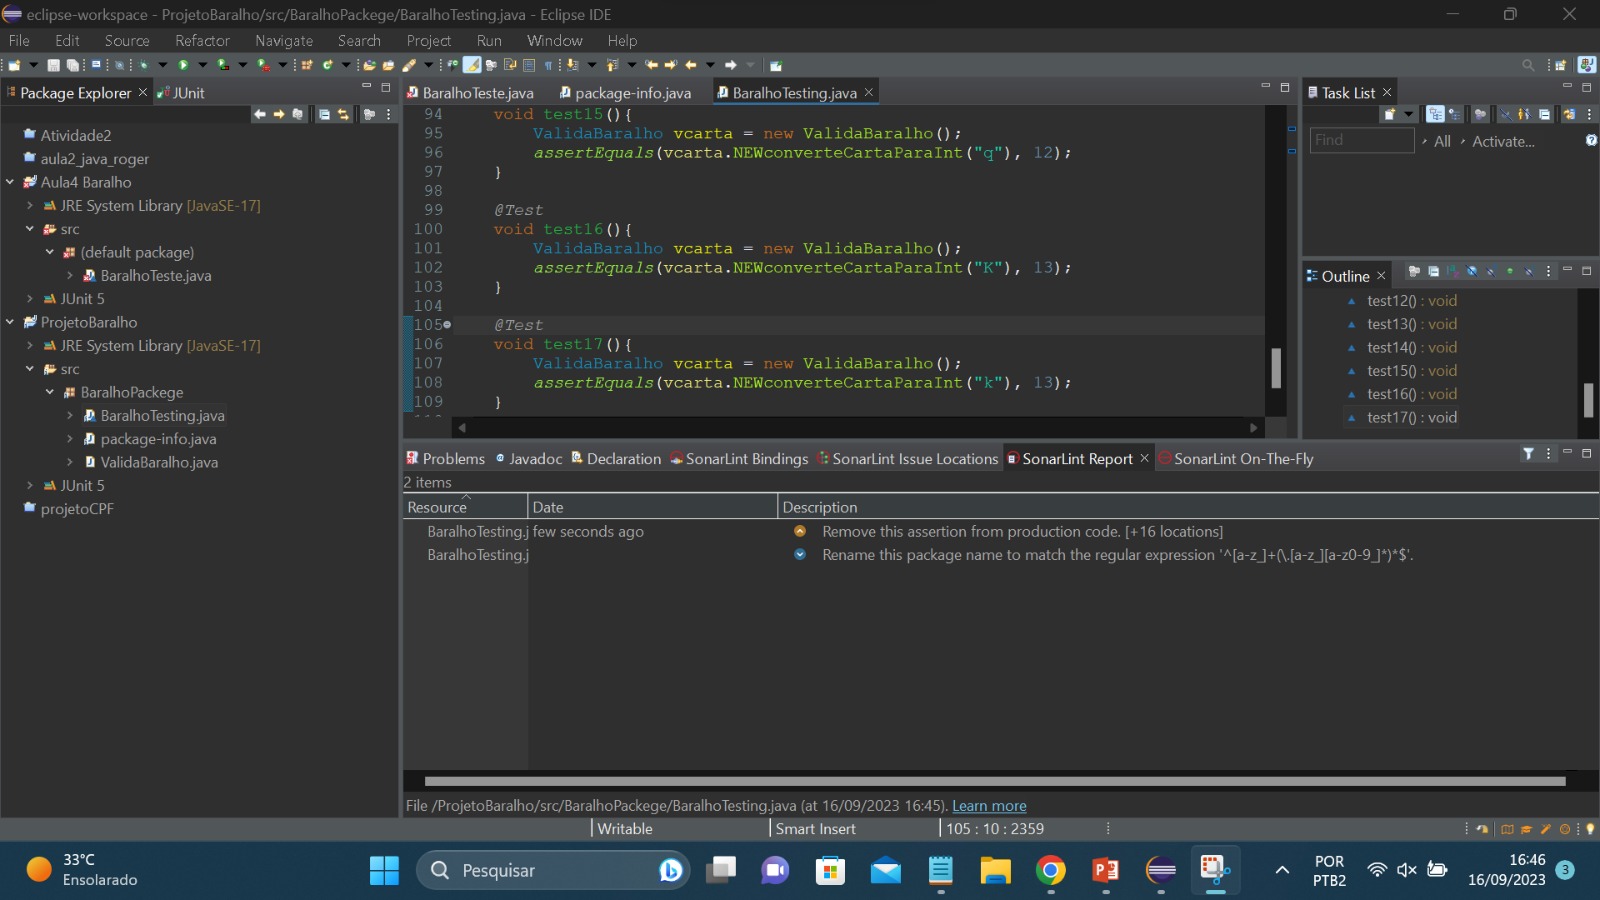 eclipse-workspace - ProjetoBaralho/src/BaralhoPackege/BaralhoTesting.java - Eclipse IDE
File Edit Source Refactor Navigate Search Project Run Window Help
Package Explorer JUnit
Atividade2
aula2_java_roger
Aula4 Baralho
JRE System Library [JavaSE-17]
src
(default package)
BaralhoTeste.java
JUnit 5
ProjetoBaralho
JRE System Library [JavaSE-17]
src
BaralhoPackege
BaralhoTesting.java
package-info.java
ValidaBaralho.java
JUnit 5
projetoCPF
BaralhoTeste.java package-info.java BaralhoTesting.java
94 void test15(){
95 ValidaBaralho vcarta = new ValidaBaralho();
96 assertEquals(vcarta.NEWconverteCartaParaInt("q"), 12);
97 }
98
99 @Test
100 void test16(){
101 ValidaBaralho vcarta = new ValidaBaralho();
102 assertEquals(vcarta.NEWconverteCartaParaInt("K"), 13);
103 }
104
105 @Test
106 void test17(){
107 ValidaBaralho vcarta = new ValidaBaralho();
108 assertEquals(vcarta.NEWconverteCartaParaInt("k"), 13);
109 }
Task List
Find All Activate...
Outline
test12() : void
test13() : void
test14() : void
test15() : void
test16() : void
test17() : void
Problems Javadoc Declaration SonarLint Bindings SonarLint Issue Locations SonarLint Report SonarLint On-The-Fly
2 items
Resource Date Description
BaralhoTesting.j few seconds ago Remove this assertion from production code. [+16 locations]
BaralhoTesting.j Rename this package name to match the regular expression '^[a-z_]+(\.[a-z_][a-z0-9_]*)*$'.
File /ProjetoBaralho/src/BaralhoPackege/BaralhoTesting.java (at 16/09/2023 16:45). Learn more
Writable Smart Insert 105 : 10 : 2359
33°C
Ensolarado
Pesquisar
POR
PTB2
16:46
16/09/2023
3